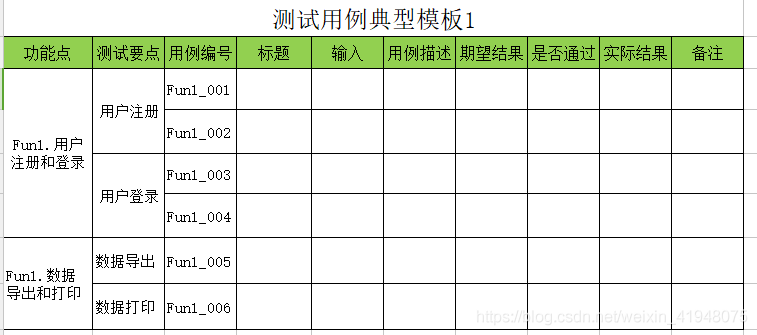 测试用例典型模板1
功能点 测试要点 用例编号 标题 输入 用例描述 期望结果 是否通过 实际结果 备注
Fun1.用户
注册和登录
用户注册
Fun1_001
Fun1_002
用户登录
Fun1_003
Fun1_004
Fun1.数据
导出和打印
数据导出 Fun1_005
数据打印 Fun1_006
https://blog.csdn.net/weixin_41948075